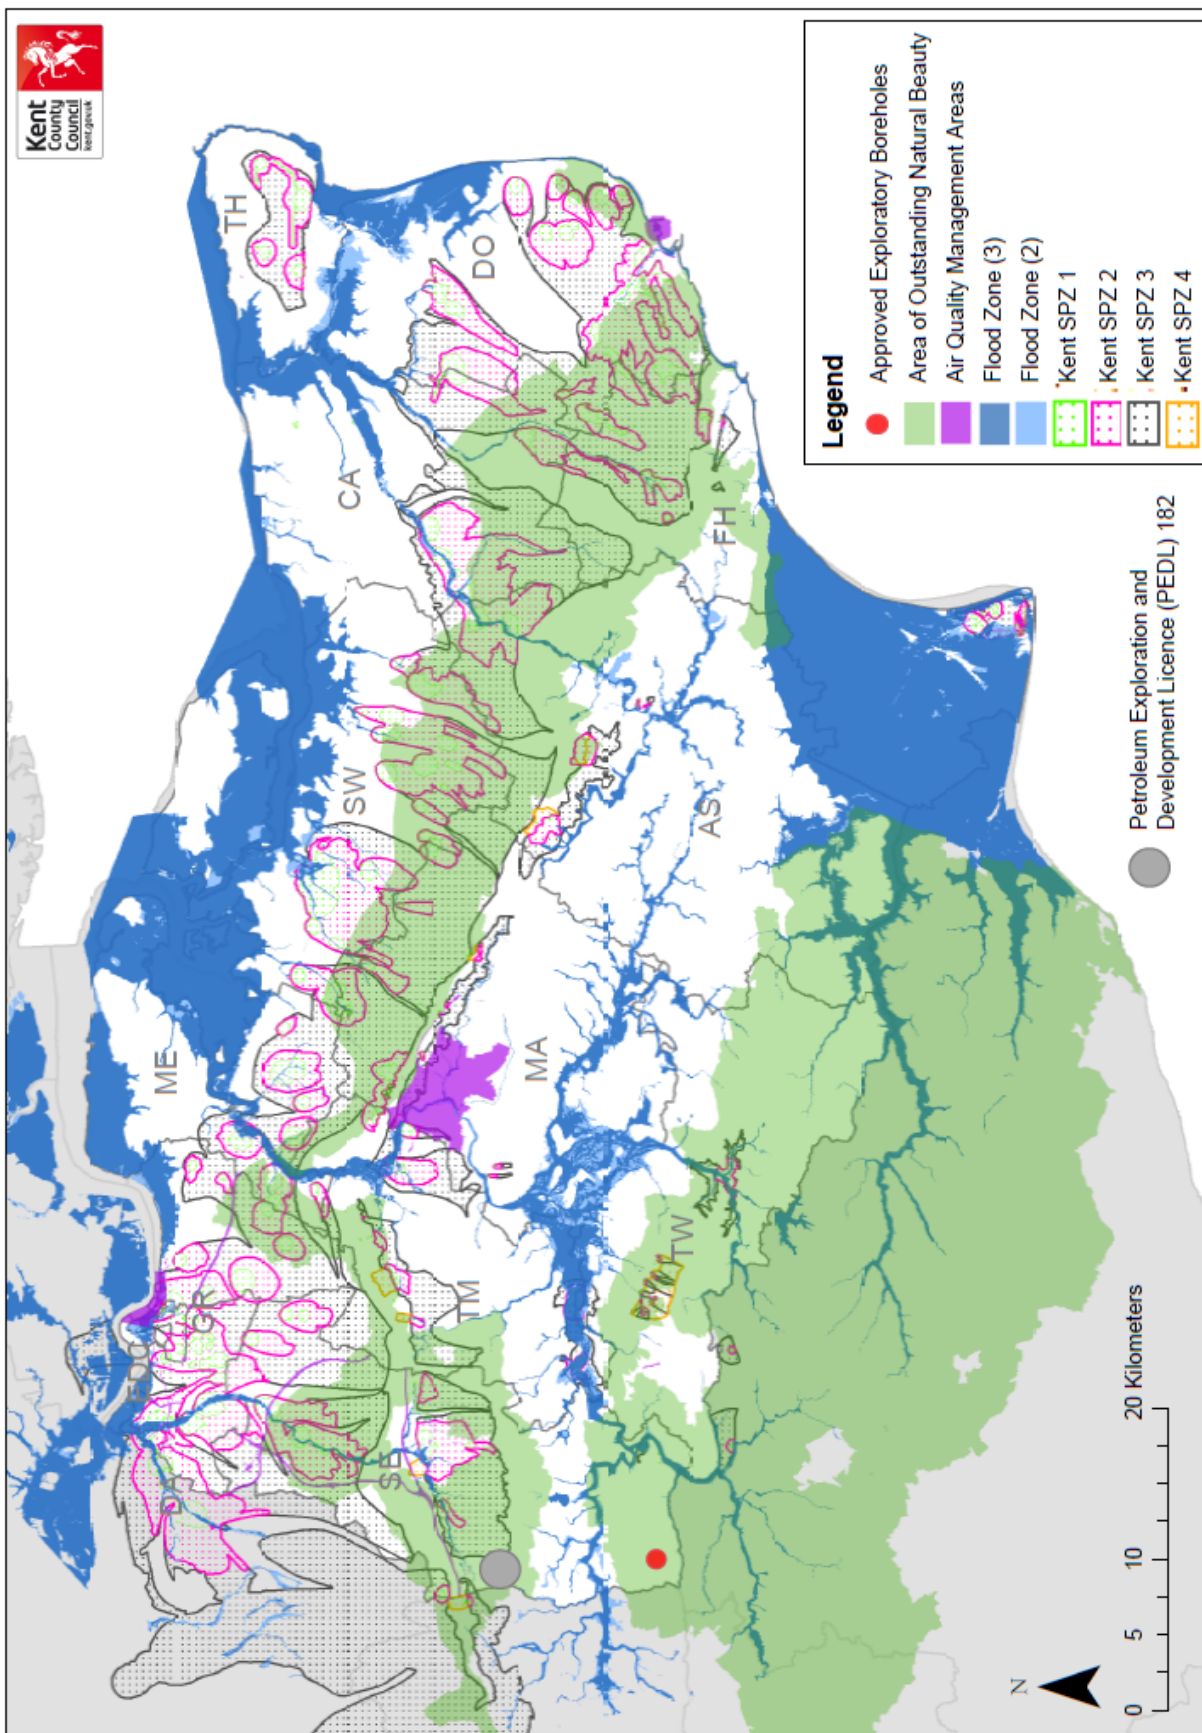 Kent
County
Council
kent.gov.uk
TH
DO
CA
ME
SW
FH
EDC
GR
DA
MA
AS
TM
SE
TW
Legend
Approved Exploratory Boreholes
Area of Outstanding Natural Beauty
Air Quality Management Areas
Flood Zone (3)
Flood Zone (2)
Kent SPZ 1
Kent SPZ 2
Kent SPZ 3
Kent SPZ 4
Petroleum Exploration and
Development Licence (PEDL) 182
N
0 5 10 20 Kilometers